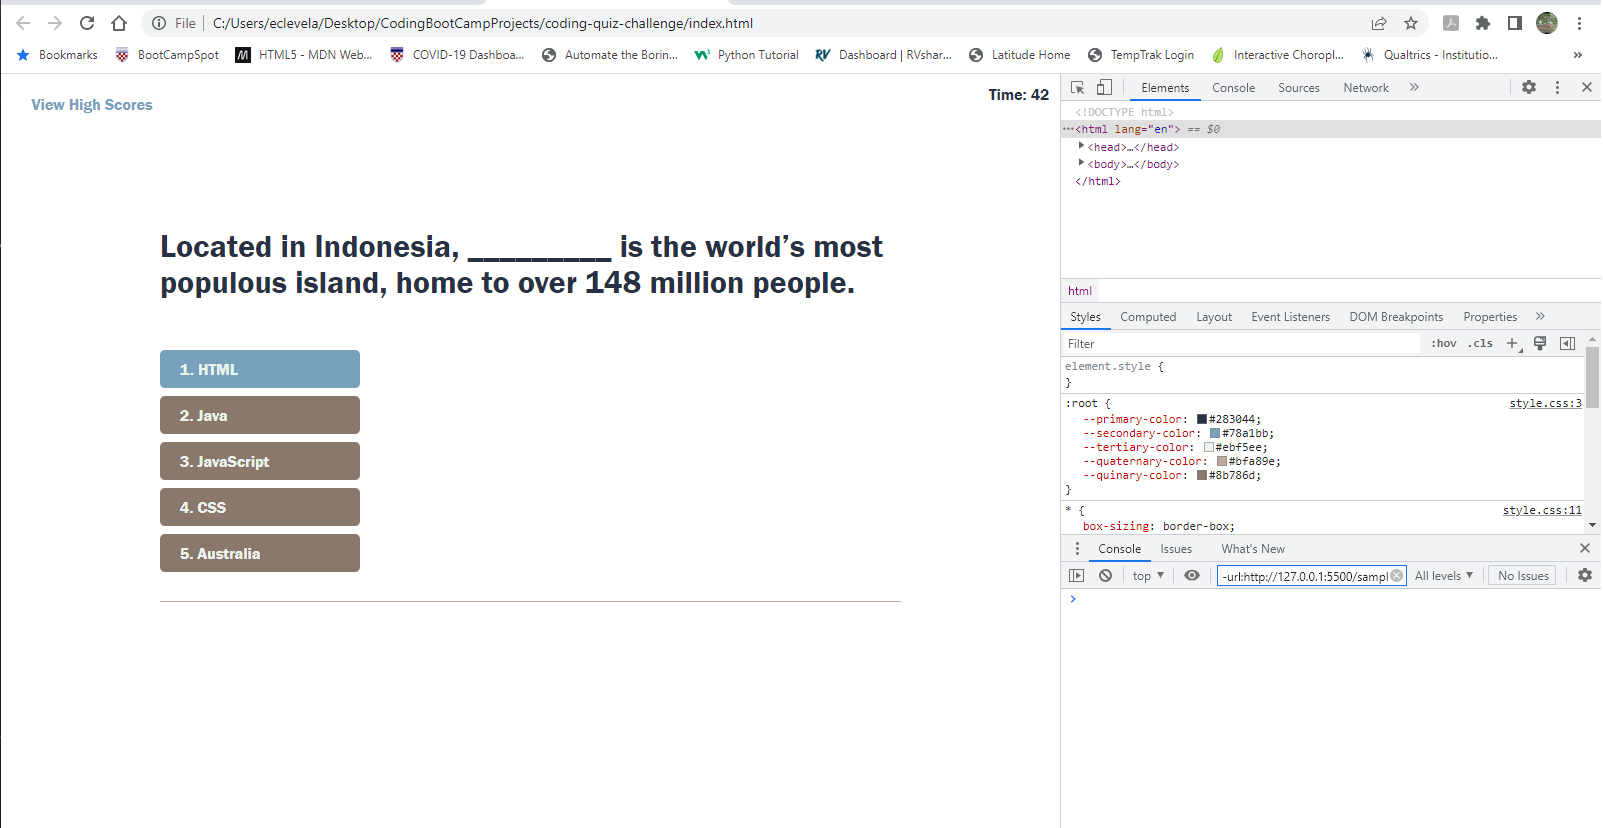 File
C:/Users/eclevela/Desktop/CodingBootCampProjects/coding-quiz-challenge/index.html
Bookmarks BootCampSpot HTML5 - MDN Web... COVID-19 Dashboa... Automate the Borin... Python Tutorial Dashboard | RVshar... Latitude Home TempTrak Login Interactive Choropl... Qualtrics - Institutio... »
View High Scores
Time: 42
Located in Indonesia, _________ is the world’s most
populous island, home to over 148 million people.
1. HTML
2. Java
3. JavaScript
4. CSS
5. Australia
Elements Console Sources Network »
<!DOCTYPE html>
···<html lang="en"> == $0
<head>…</head>
<body>…</body>
</html>
html
Styles Computed Layout Event Listeners DOM Breakpoints Properties »
Filter
:hov .cls +
element.style {
}
:root {
style.css:3
--primary-color: #283044;
--secondary-color: #78a1bb;
--tertiary-color: #ebf5ee;
--quaternary-color: #bfa89e;
--quinary-color: #8b786d;
}
* {
style.css:11
box-sizing: border-box;
Console Issues What's New
top ▼ -url:http://127.0.0.1:5500/sampl All levels ▼ No Issues